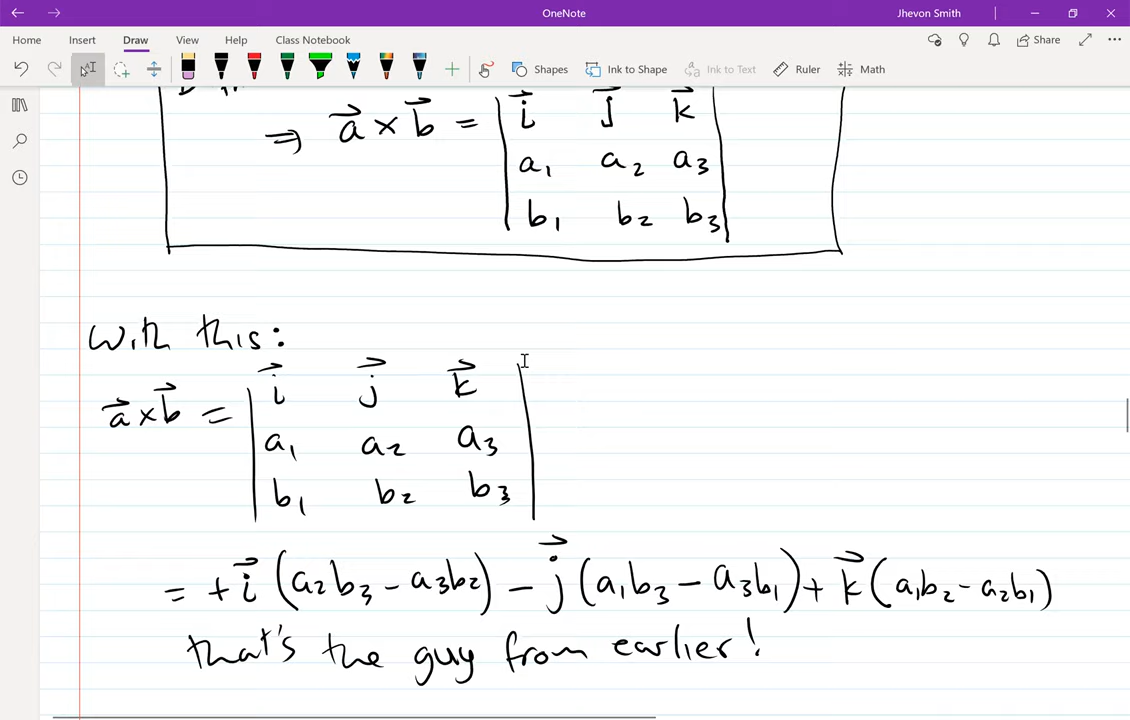 OneNote
Jhevon Smith
Home Insert Draw View Help Class Notebook
Share
Shapes Ink to Shape Ink to Text Ruler Math
⇒ a⃗ × b⃗ = | i⃗ j⃗ k⃗ |
| a₁ a₂ a₃ |
| b₁ b₂ b₃ |
with this:
a⃗ × b⃗ = | i⃗ j⃗ k⃗ |
| a₁ a₂ a₃ |
| b₁ b₂ b₃ |
= + i⃗ (a₂b₃ − a₃b₂) − j⃗ (a₁b₃ − a₃b₁) + k⃗ (a₁b₂ − a₂b₁)
that's the guy from earlier!